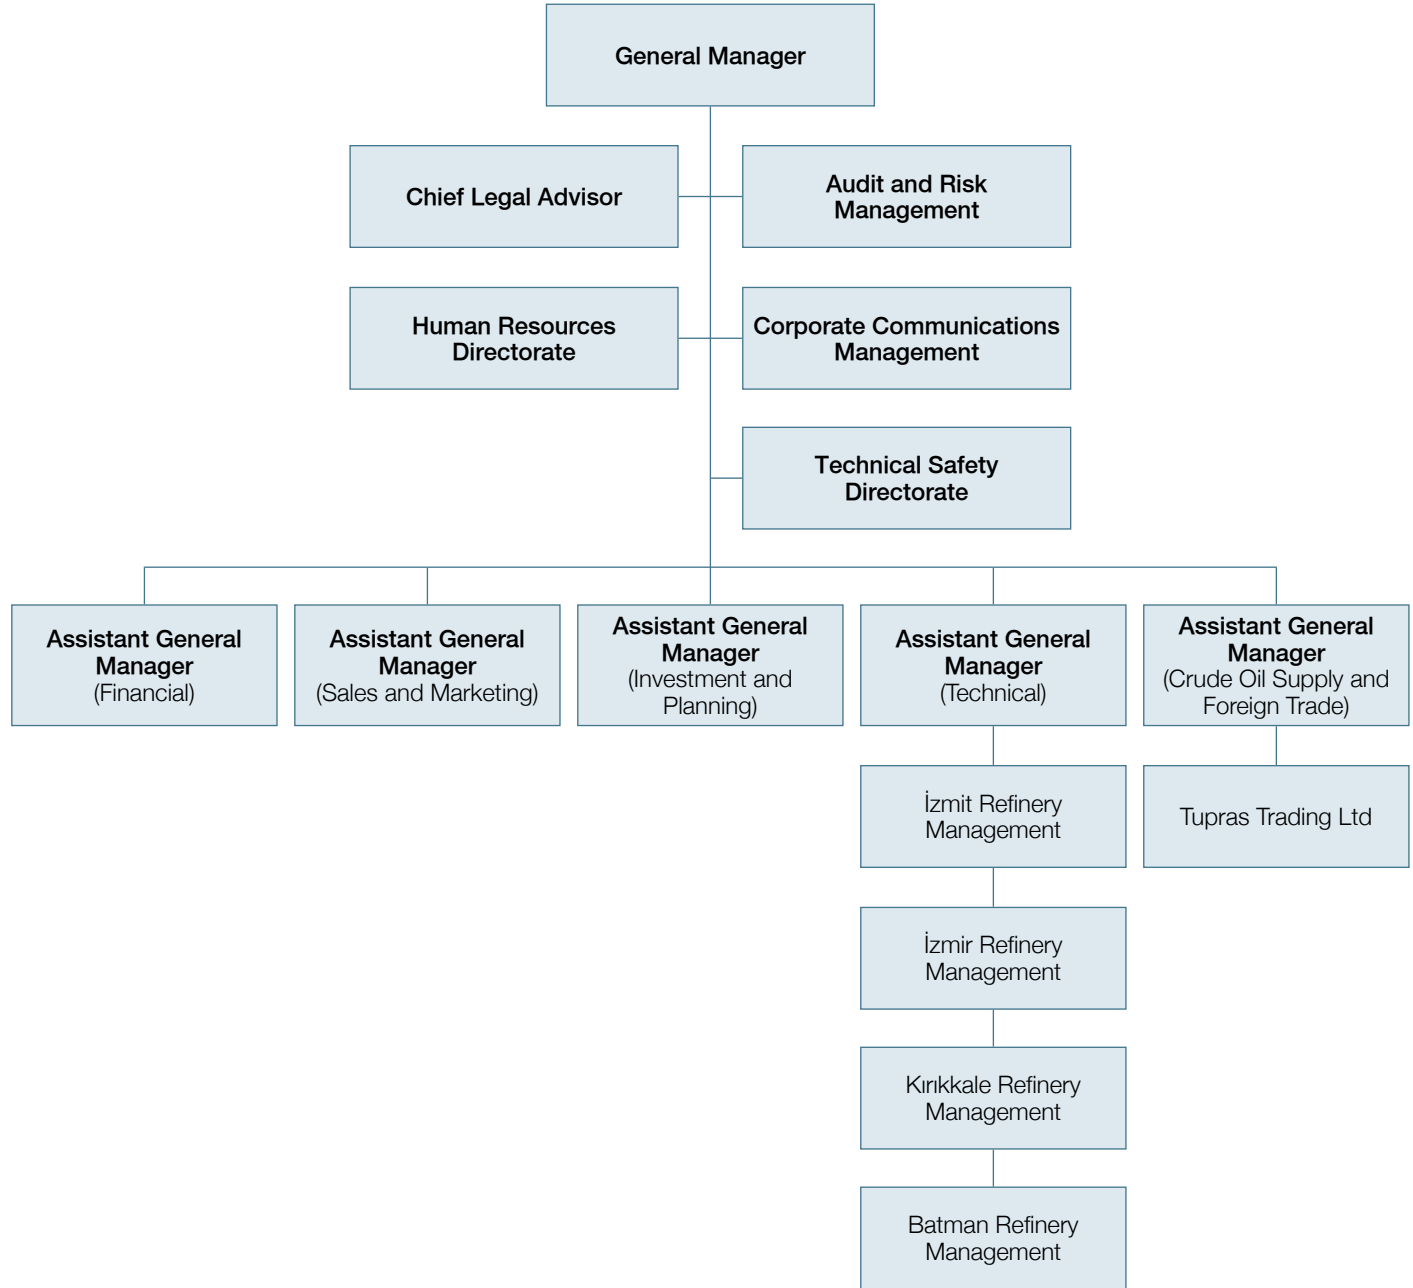 General Manager
Chief Legal Advisor
Audit and Risk
Management
Human Resources
Directorate
Corporate Communications
Management
Technical Safety
Directorate
Assistant General
Manager
(Financial)
Assistant General
Manager
(Sales and Marketing)
Assistant General
Manager
(Investment and
Planning)
Assistant General
Manager
(Technical)
Assistant General
Manager
(Crude Oil Supply and
Foreign Trade)
İzmit Refinery
Management
Tupras Trading Ltd
İzmir Refinery
Management
Kırıkkale Refinery
Management
Batman Refinery
Management